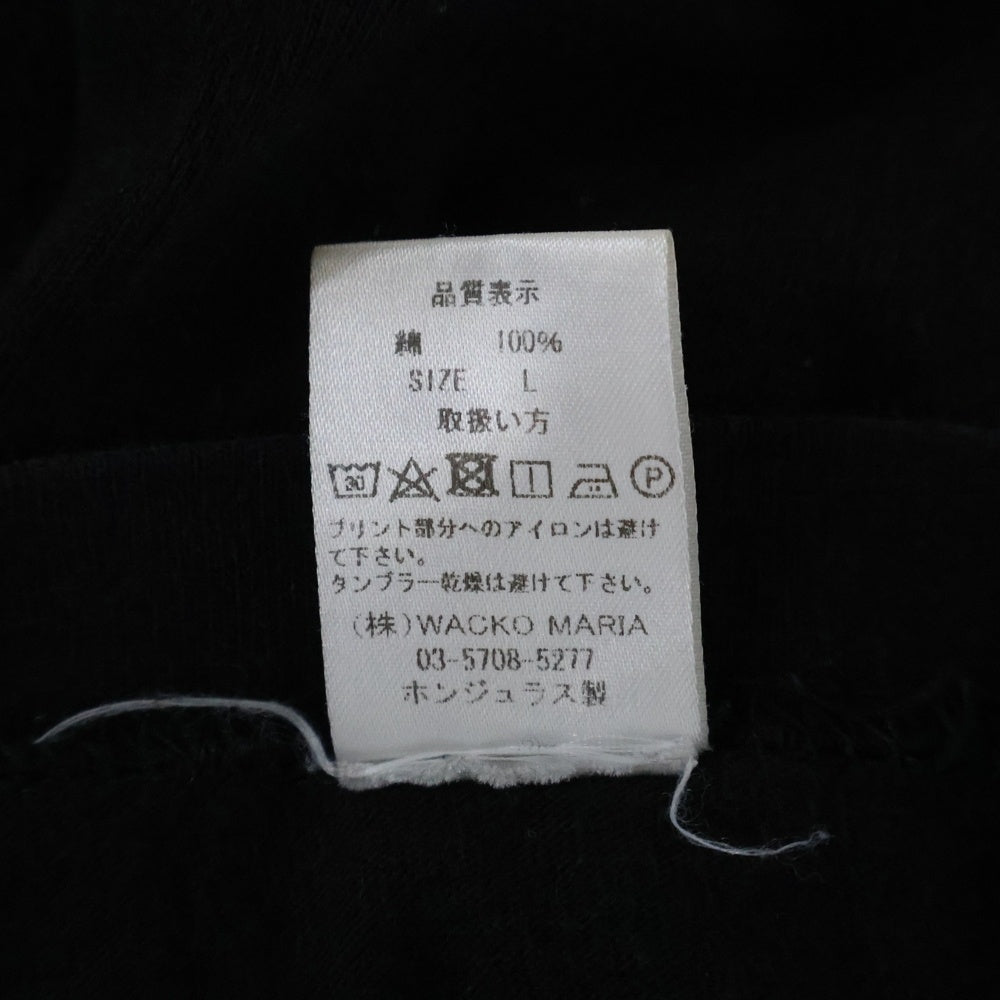 品質表示
綿 100%
SIZE L
取扱い方
30 P
プリント部分へのアイロンは避け
て下さい。
タンブラー乾燥は避けて下さい。
(株)WACKO MARIA
03-5708-5277
ホンジュラス製